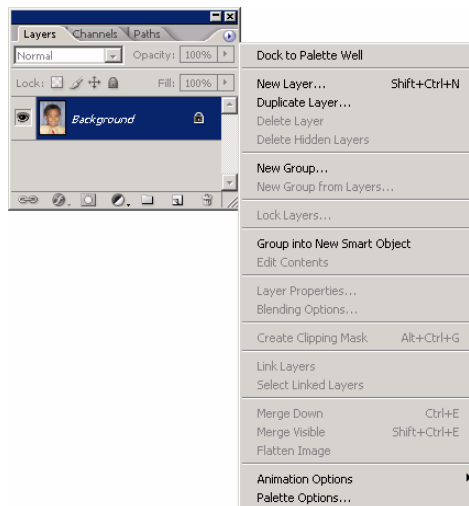 Layers Channels Paths
Normal Opacity: 100%
Lock: Fill: 100%
Background
Dock to Palette Well
New Layer... Shift+Ctrl+N
Duplicate Layer...
Delete Layer
Delete Hidden Layers
New Group...
New Group from Layers...
Lock Layers...
Group into New Smart Object
Edit Contents
Layer Properties...
Blending Options...
Create Clipping Mask Alt+Ctrl+G
Link Layers
Select Linked Layers
Merge Down Ctrl+E
Merge Visible Shift+Ctrl+E
Flatten Image
Animation Options
Palette Options...